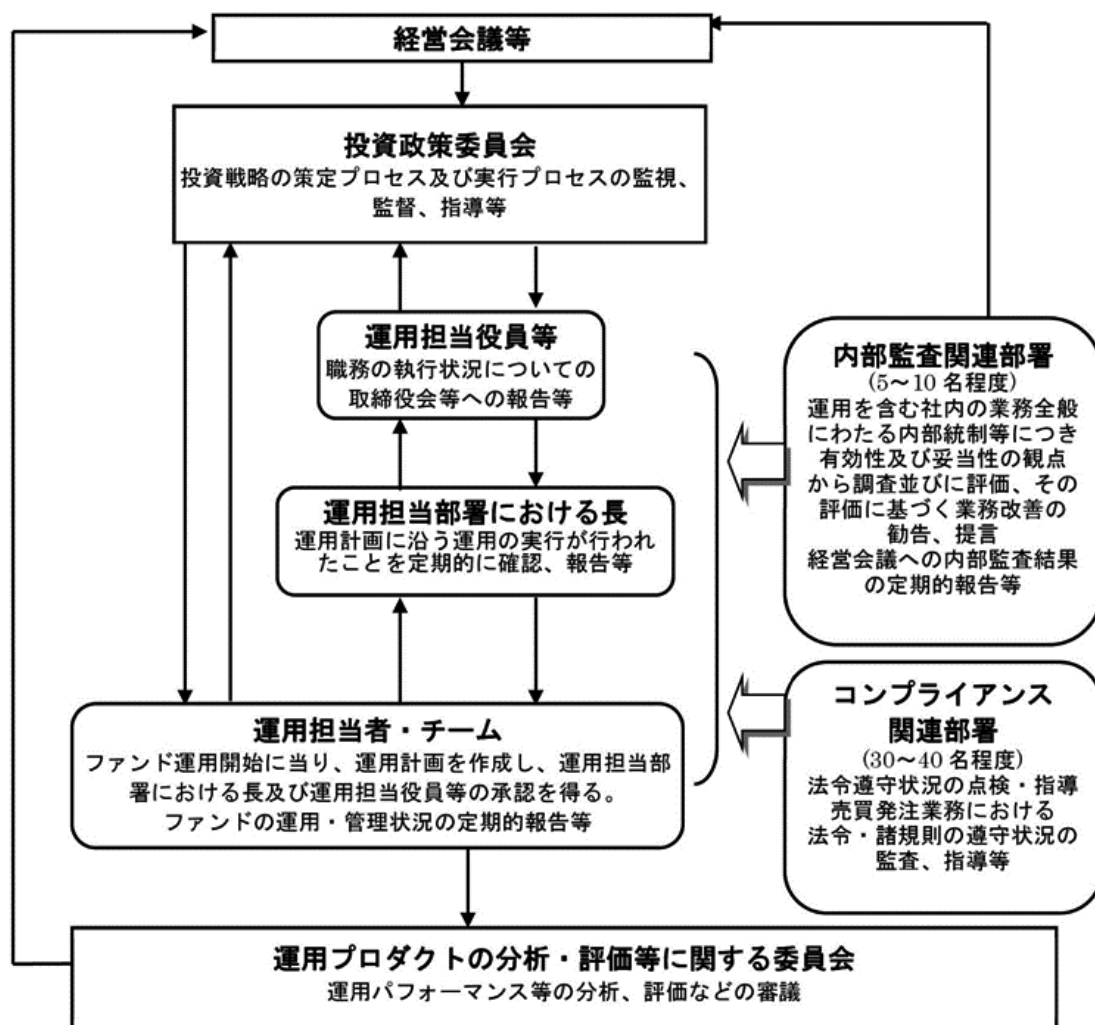 経営会議等
投資政策委員会
投資戦略の策定プロセス及び実行プロセスの監視、
監督、指導等
運用担当役員等
職務の執行状況についての
取締役会等への報告等
運用担当部署における長
運用計画に沿う運用の実行が行われ
たことを定期的に確認、報告等
運用担当者・チーム
ファンド運用開始に当り、運用計画を作成し、運用担当部
署における長及び運用担当役員等の承認を得る。
ファンドの運用・管理状況の定期的報告等
内部監査関連部署
(5～10 名程度)
運用を含む社内の業務全般
にわたる内部統制等につき
有効性及び妥当性の観点
から調査並びに評価、その
評価に基づく業務改善の
勧告、提言
経営会議への内部監査結果
の定期的報告等
コンプライアンス
関連部署
(30～40 名程度)
法令遵守状況の点検・指導
売買発注業務における
法令・諸規則の遵守状況の
監査、指導等
運用プロダクトの分析・評価等に関する委員会
運用パフォーマンス等の分析、評価などの審議